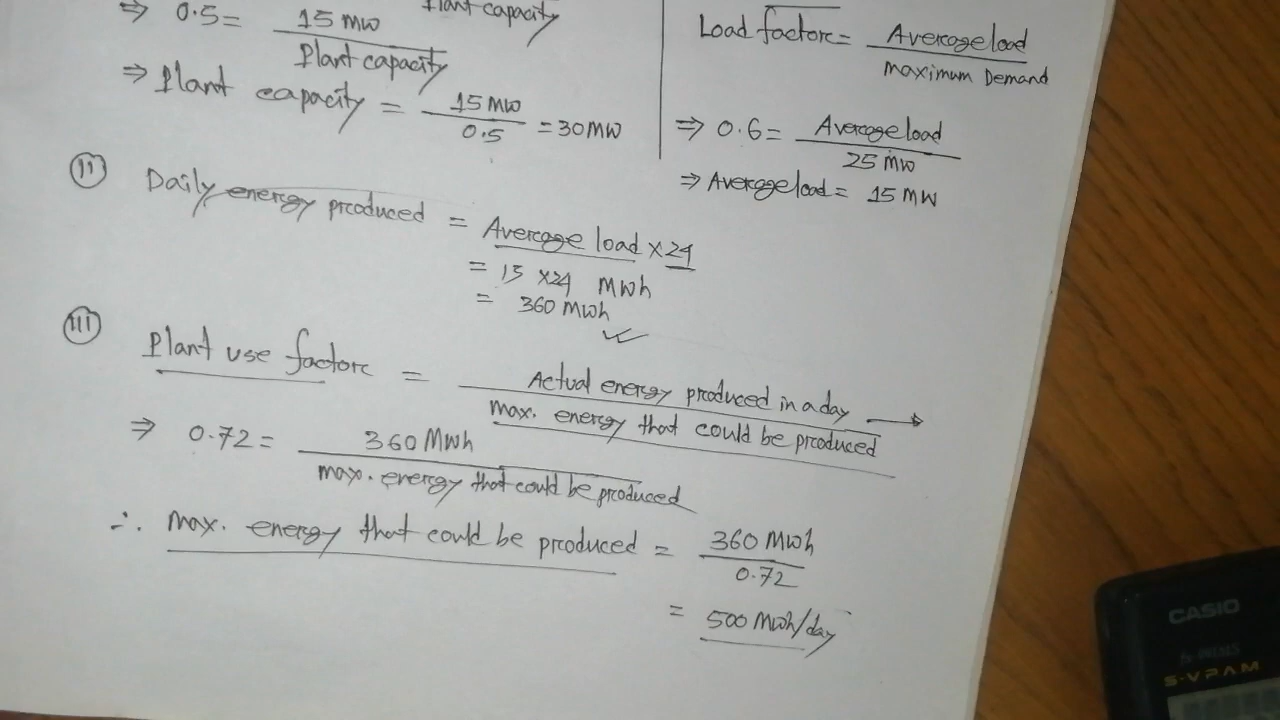 ⇒ 0.5 = 15 MW / Plant capacity
Plant capacity
⇒ Plant capacity = 15 MW / 0.5 = 30 MW
Load factor = Average load / Maximum Demand
⇒ 0.6 = Average load / 25 MW
⇒ Average load = 15 MW
(II) Daily energy produced = Average load × 24
= 15 × 24 MWh
= 360 MWh
(III) Plant use factor = Actual energy produced in a day / Max. energy that could be produced →
⇒ 0.72 = 360 MWh / max. energy that could be produced
∴ Max. energy that could be produced = 360 MWh / 0.72
= 500 MWh/day
CASIO
S-V.P.A.M.